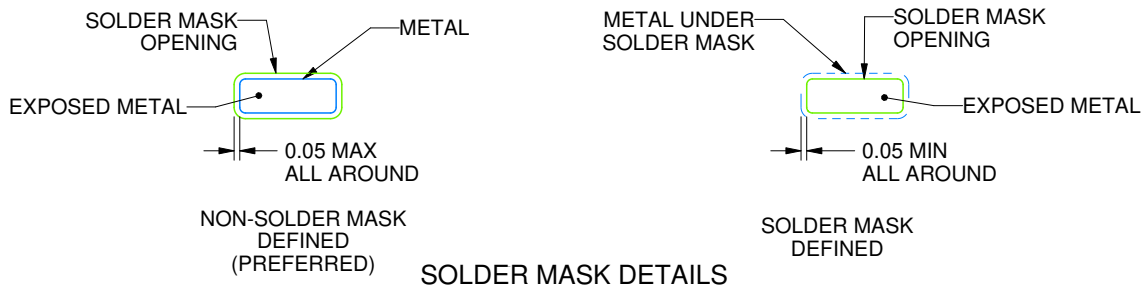 SOLDER MASK
OPENING
METAL
EXPOSED METAL
0.05 MAX
ALL AROUND
NON-SOLDER MASK
DEFINED
(PREFERRED)
METAL UNDER
SOLDER MASK
SOLDER MASK
OPENING
EXPOSED METAL
0.05 MIN
ALL AROUND
SOLDER MASK
DEFINED
SOLDER MASK DETAILS